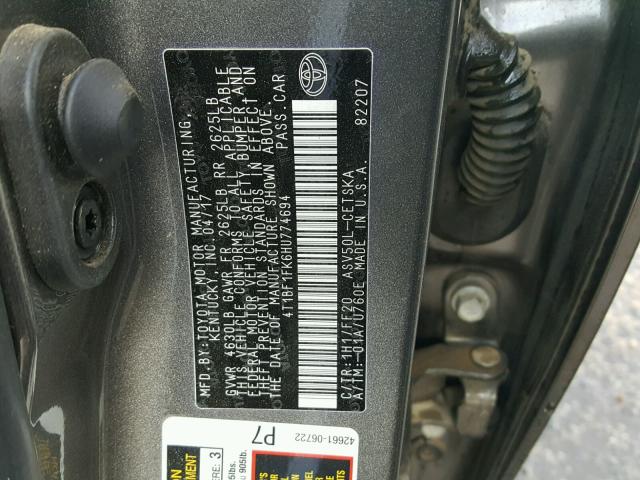 MFD.BY:TOYOTA MOTOR MANUFACTURING,
KENTUCKY, INC. 04/17
GVWR 4630LB GAWR FR 2625LB RR 2625LB
THIS VEHICLE CONFORMS TO ALL APPLICABLE
FEDERAL MOTOR VEHICLE SAFETY, BUMPER, AND
THEFT PREVENTION STANDARDS IN EFFECT ON
THE DATE OF MANUFACTURE SHOWN ABOVE.
4T1BF1FK6HU774694 PASS.CAR
C/TR:1H1/FF20 ASV50L-CETSKA
A/TM:-01A/U760E MADE IN U.S.A. 82207
42661-06722
P7
ERE: 3
905lb.